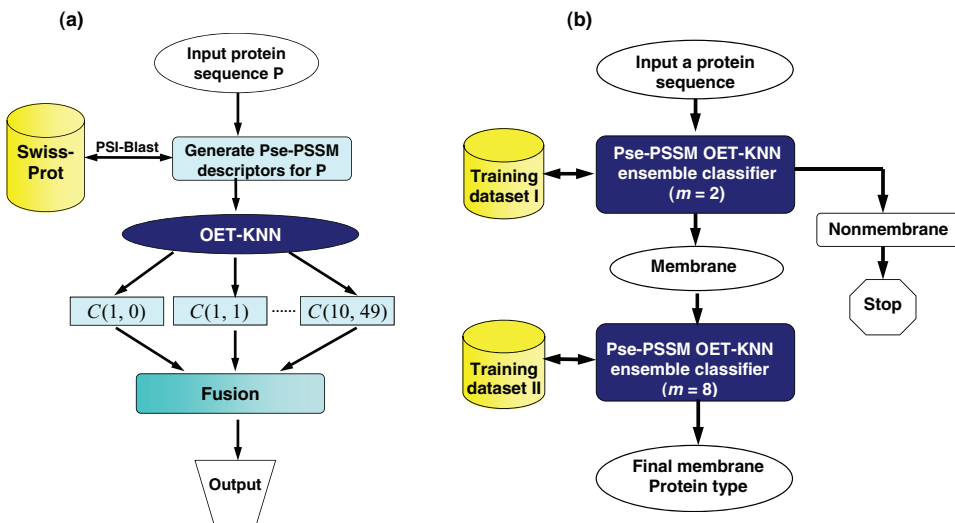 (a)
Input protein
sequence P
Swiss-
Prot
PSI-Blast
Generate Pse-PSSM
descriptors for P
OET-KNN
C(1, 0)
C(1, 1)
......
C(10, 49)
Fusion
Output
(b)
Input a protein
sequence
Training
dataset I
Pse-PSSM OET-KNN
ensemble classifier
(m = 2)
Nonmembrane
Stop
Membrane
Training
dataset II
Pse-PSSM OET-KNN
ensemble classifier
(m = 8)
Final membrane
Protein type